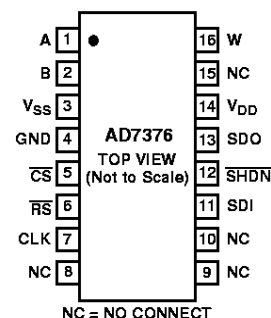 A 1 16 W
B 2 15 NC
VSS 3 14 VDD
GND 4 AD7376 13 SDO
TOP VIEW
CS 5 (Not to Scale) 12 SHDN
RS 6 11 SDI
CLK 7 10 NC
NC 8 9 NC
NC = NO CONNECT